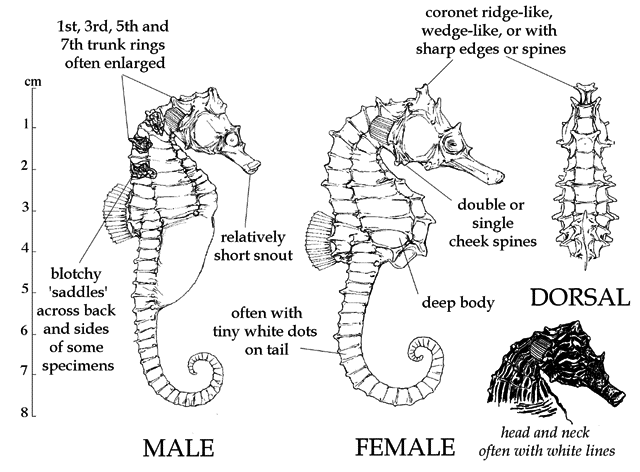 coronet ridge-like,
wedge-like, or with
sharp edges or spines
1st, 3rd, 5th and
7th trunk rings
often enlarged
cm
1
2
3
4
5
6
7
8
double or
single
cheek spines
relatively
short snout
blotchy
'saddles'
across back
and sides
of some
specimens
deep body
often with
tiny white dots
on tail
DORSAL
head and neck
often with white lines
MALE
FEMALE